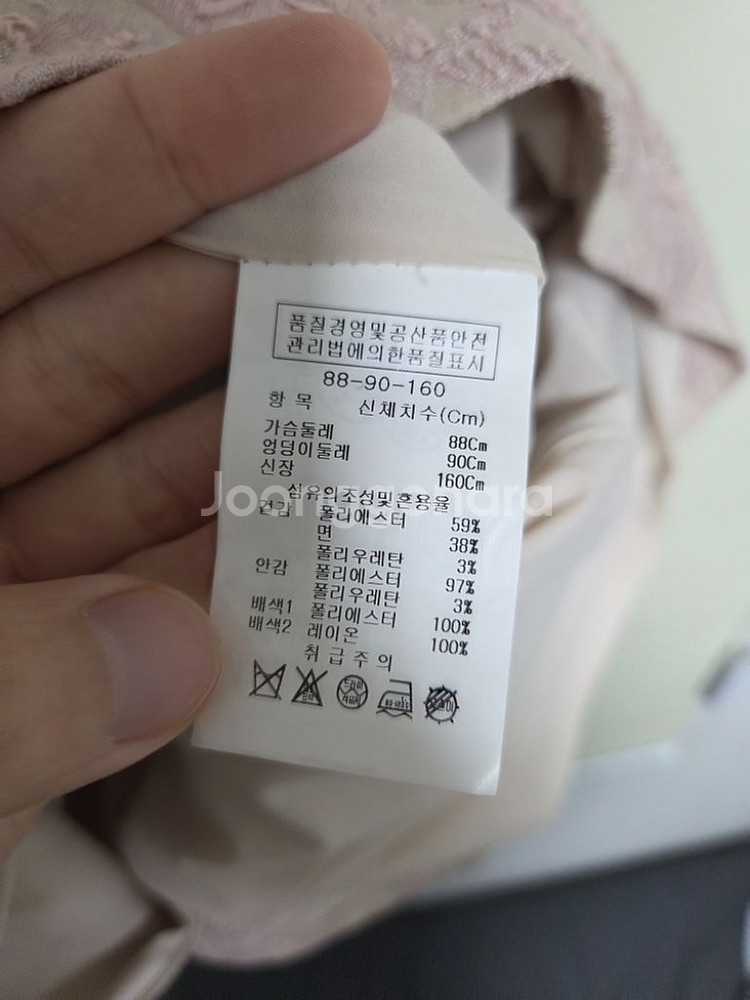 품질경영및공산품안전
관리법에의한품질표시
88-90-160
항 목 신체치수(Cm)
가슴둘레 88Cm
엉덩이둘레 90Cm
신장 160Cm
섬유의조성및혼용율
겉감 폴리에스터 59%
면 38%
폴리우레탄 3%
안감 폴리에스터 97%
폴리우레탄 3%
배색1 폴리에스터 100%
배색2 레이온 100%
취 급 주 의
Joonggonara